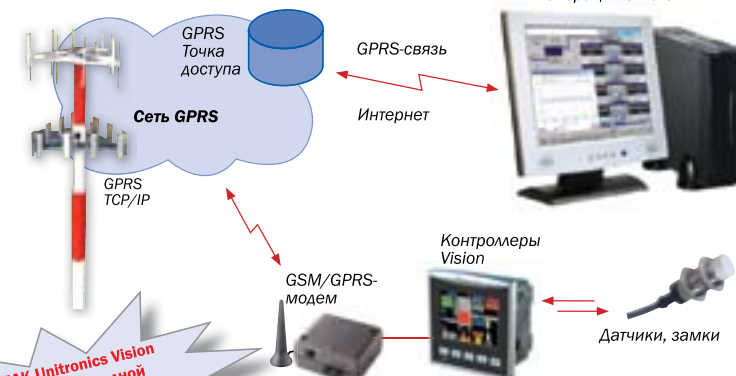 GPRS
Точка
доступа
GPRS-связь
Сеть GPRS
Интернет
GPRS
TCP/IP
Контроллеры
Vision
GSM/GPRS-
модем
Датчики, замки
Unitronics Vision